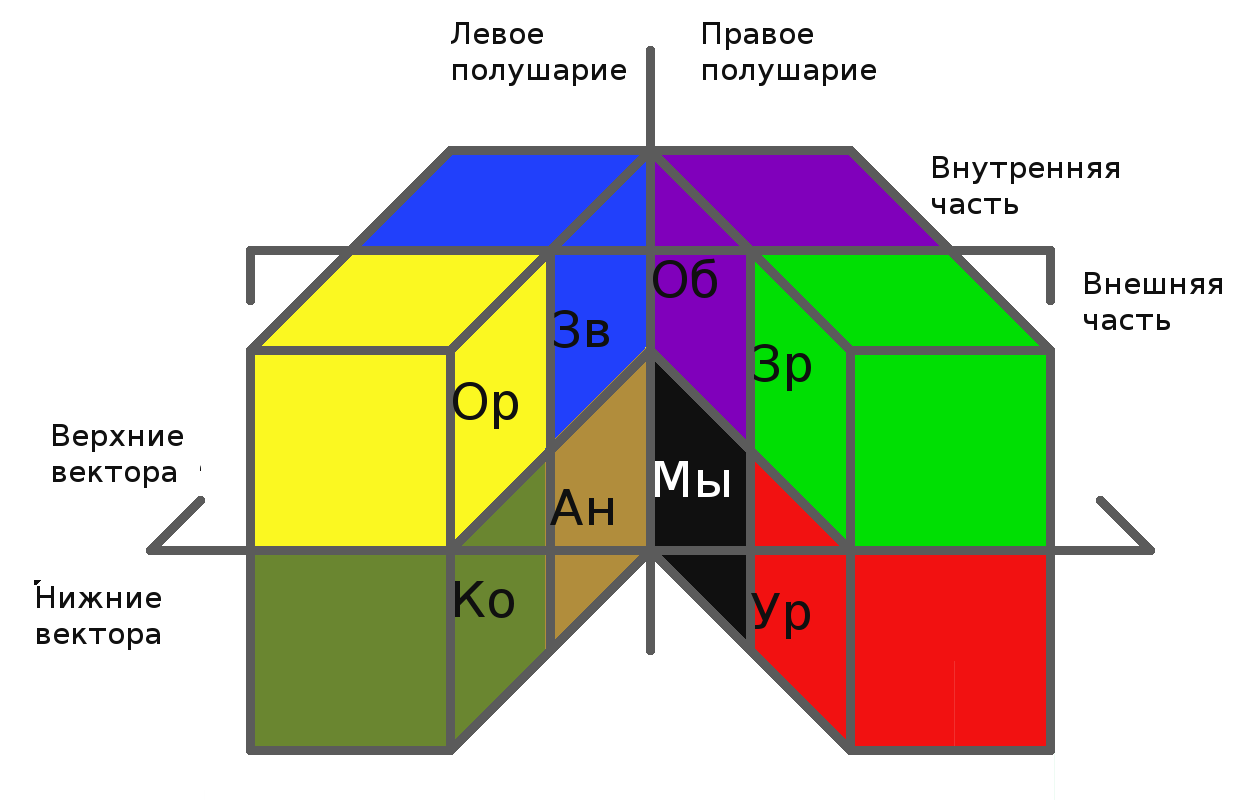 Левое
полушарие
Правое
полушарие
Внутренняя
часть
Внешняя
часть
Об
Зв
Зр
Ор
Верхние
вектора
Мы
Ан
Ко
Ур
Нижние
вектора